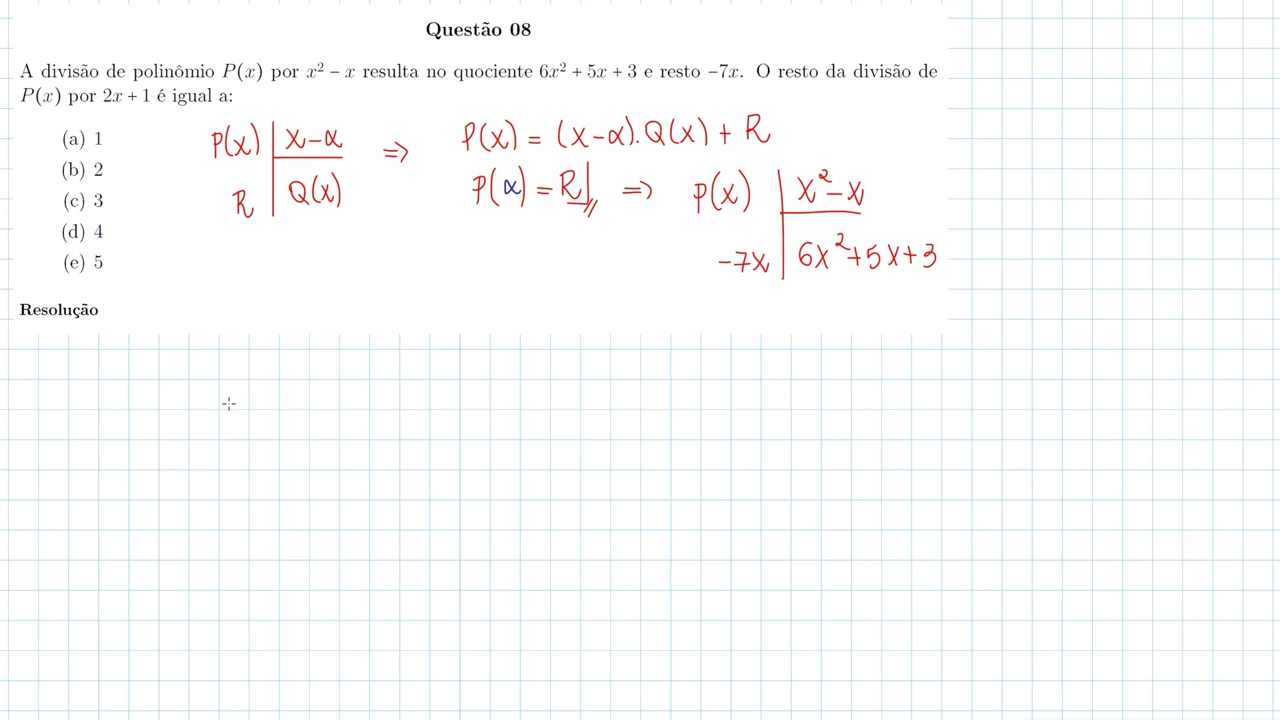 Questão 08
A divisão de polinômio P(x) por x² − x resulta no quociente 6x² + 5x + 3 e resto −7x. O resto da divisão de
P(x) por 2x + 1 é igual a:
(a) 1
(b) 2
(c) 3
(d) 4
(e) 5
P(x) | x−α ⇒ P(x) = (x−α).Q(x) + R
R | Q(x)
P(α) = R ⇒ P(x) | x²−x
−7x | 6x²+5x+3
Resolução